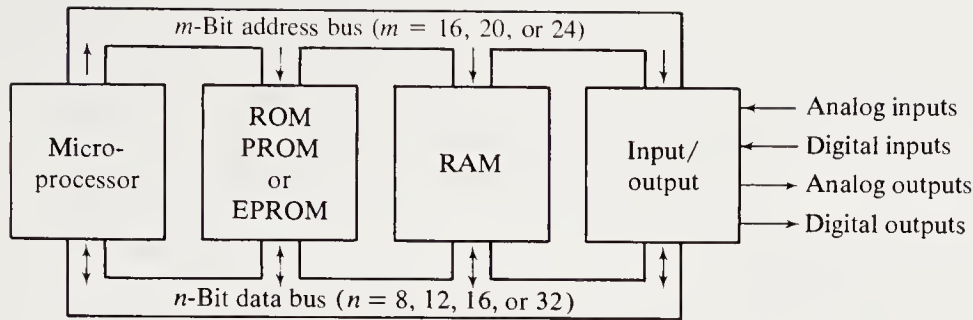 m-Bit address bus (m = 16, 20, or 24)
Micro-
processor
ROM
PROM
or
EPROM
RAM
Input/
output
Analog inputs
Digital inputs
Analog outputs
Digital outputs
n-Bit data bus (n = 8, 12, 16, or 32)